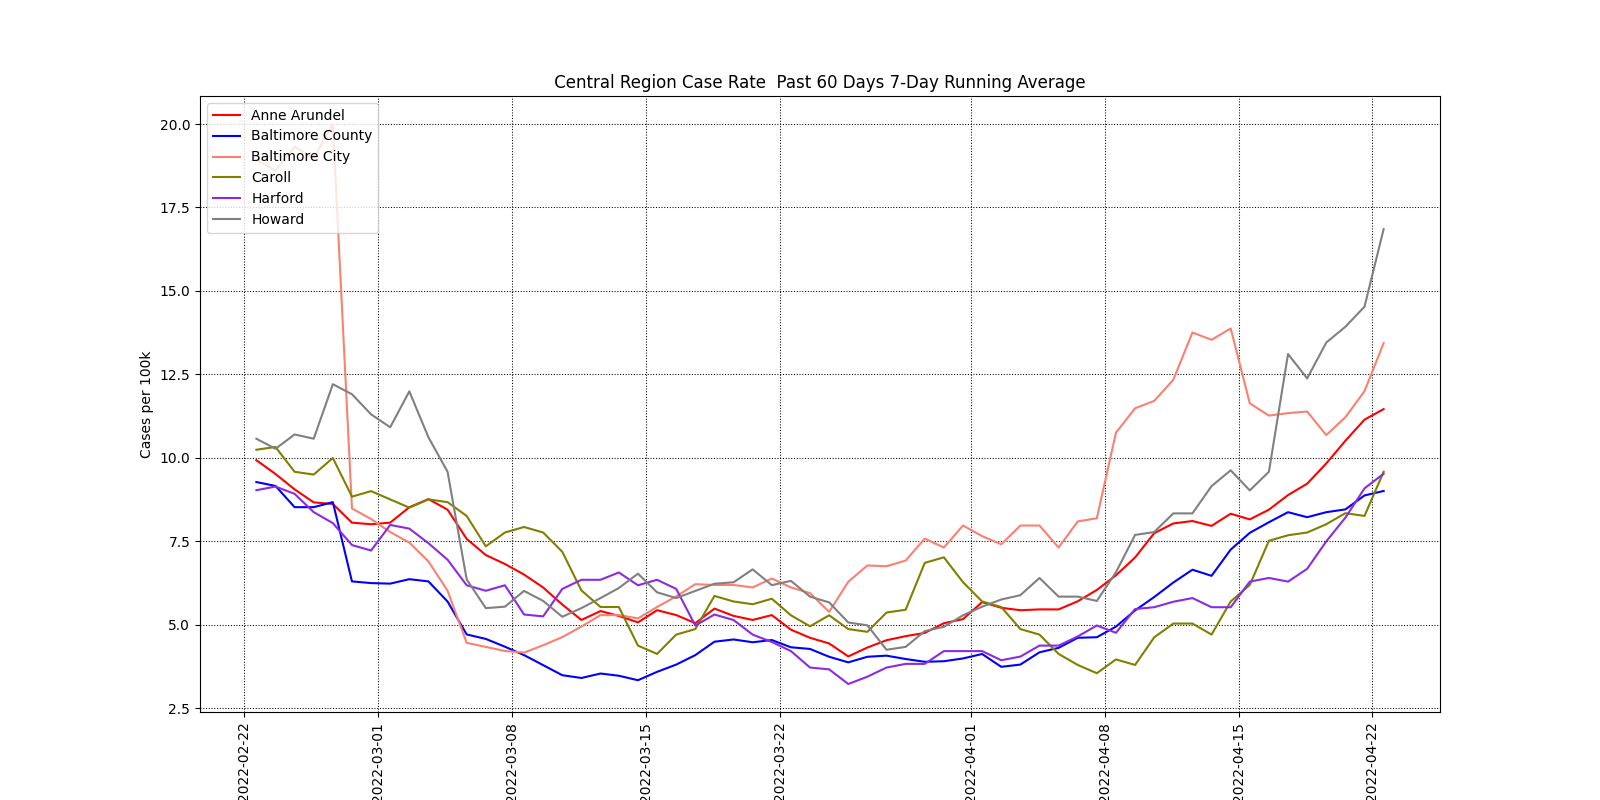 Central Region Case Rate  Past 60 Days 7-Day Running Average
Anne Arundel
Baltimore County
Baltimore City
Caroll
Harford
Howard
Cases per 100k
20.0
17.5
15.0
12.5
10.0
7.5
5.0
2.5
2022-02-22
2022-03-01
2022-03-08
2022-03-15
2022-03-22
2022-04-01
2022-04-08
2022-04-15
2022-04-22